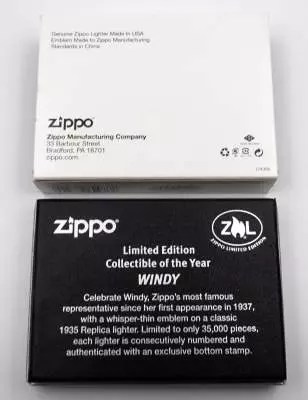 Genuine Zippo Lighter Made in USA
Emblem Made to Zippo Manufacturing
Standards in China
zippo
Zippo Manufacturing Company
33 Barbour Street
Bradford, PA 16701
zippo.com
zippo
ZL
ZIPPO LIMITED EDITION
Limited Edition
Collectible of the Year
WINDY
Celebrate Windy, Zippo's most famous
representative since her first appearance in 1937,
with a whisper-thin emblem on a classic
1935 Replica lighter. Limited to only 35,000 pieces,
each lighter is consecutively numbered and
authenticated with an exclusive bottom stamp.